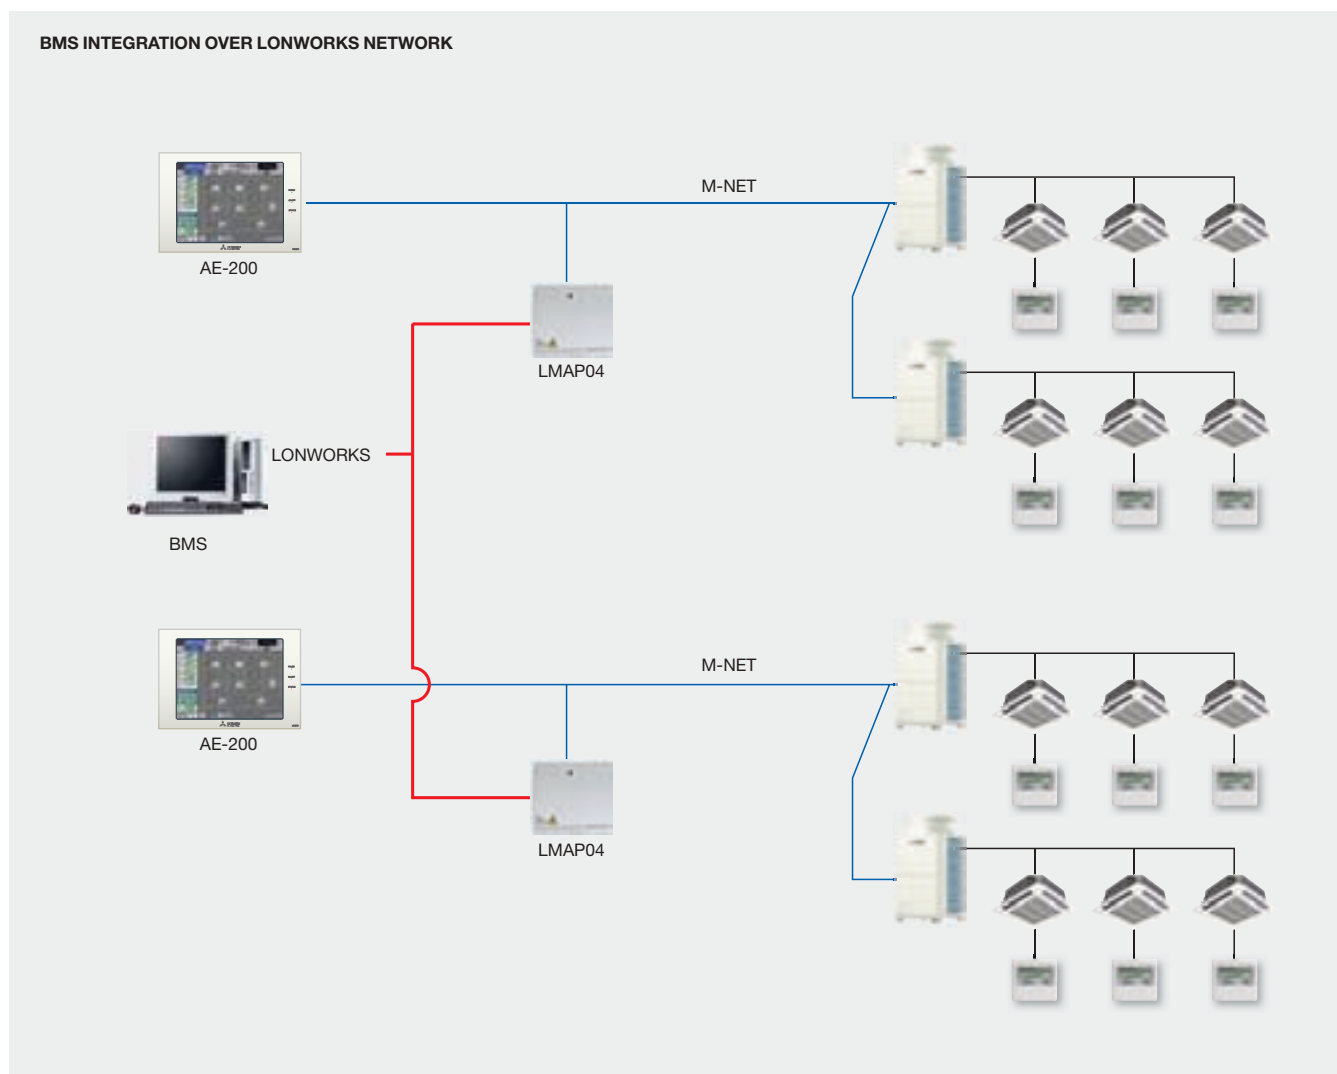 BMS INTEGRATION OVER LONWORKS NETWORK
M-NET
AE-200
LMAP04
LONWORKS
BMS
M-NET
AE-200
LMAP04